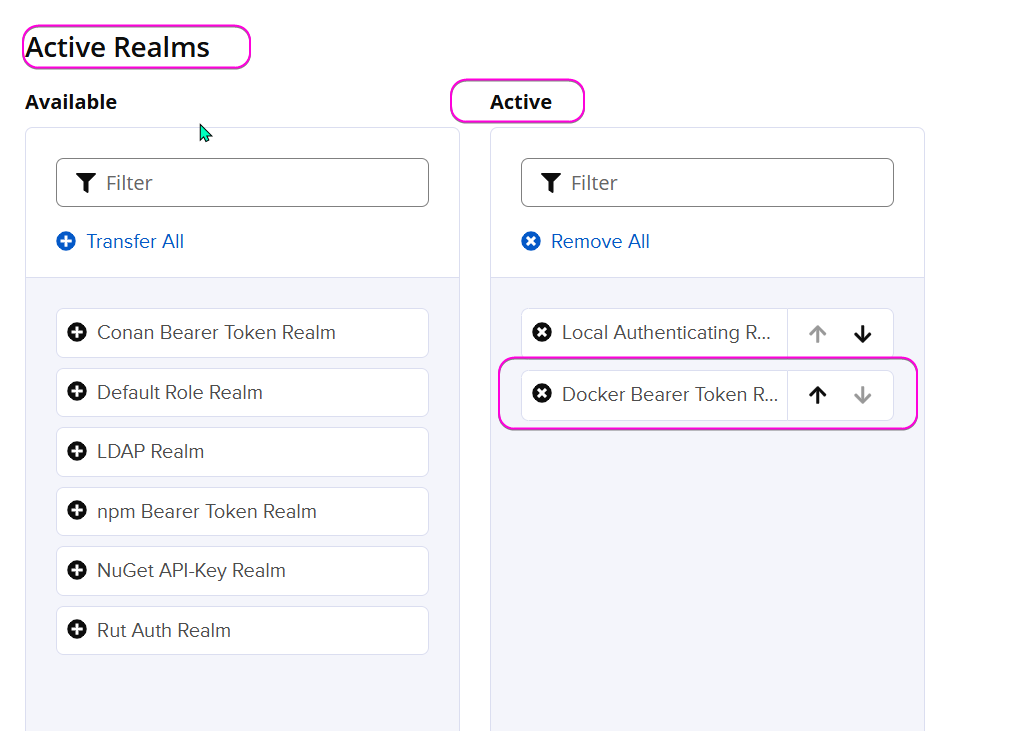 Active Realms
Available
Active
Filter
Transfer All
Conan Bearer Token Realm
Default Role Realm
LDAP Realm
npm Bearer Token Realm
NuGet API-Key Realm
Rut Auth Realm
Filter
Remove All
Local Authenticating R...
Docker Bearer Token R...